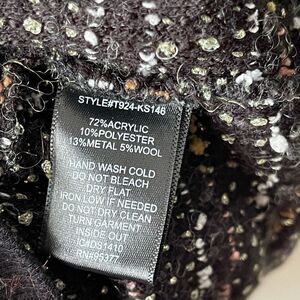 STYLE#T924-KS146
72%ACRYLIC
10%POLYESTER
13%METAL 5%WOOL
HAND WASH COLD
DO NOT BLEACH
DRY FLAT
IRON LOW IF NEEDED
DO NOT DRY CLEAN
TURN GARMENT
INSIDE OUT
IC#DS1410
RN#95377